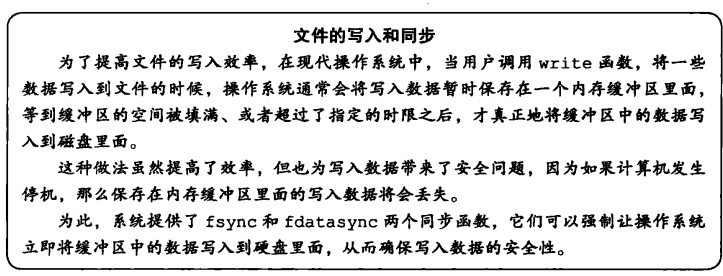 文件的写入和同步
为了提高文件的写入效率，在现代操作系统中，当用户调用 write 函数，将一些
数据写入到文件的时候，操作系统通常会将写入数据暂时保存在一个内存缓冲区里面，
等到缓冲区的空间被填满、或者超过了指定的时限之后，才真正地将缓冲区中的数据写
入到磁盘里面。
这种做法虽然提高了效率，但也为写入数据带来了安全问题，因为如果计算机发生
停机，那么保存在内存缓冲区里面的写入数据将会丢失。
为此，系统提供了 fsync 和 fdatasync 两个同步函数，它们可以强制让操作系统
立即将缓冲区中的数据写入到硬盘里面，从而确保写入数据的安全性。